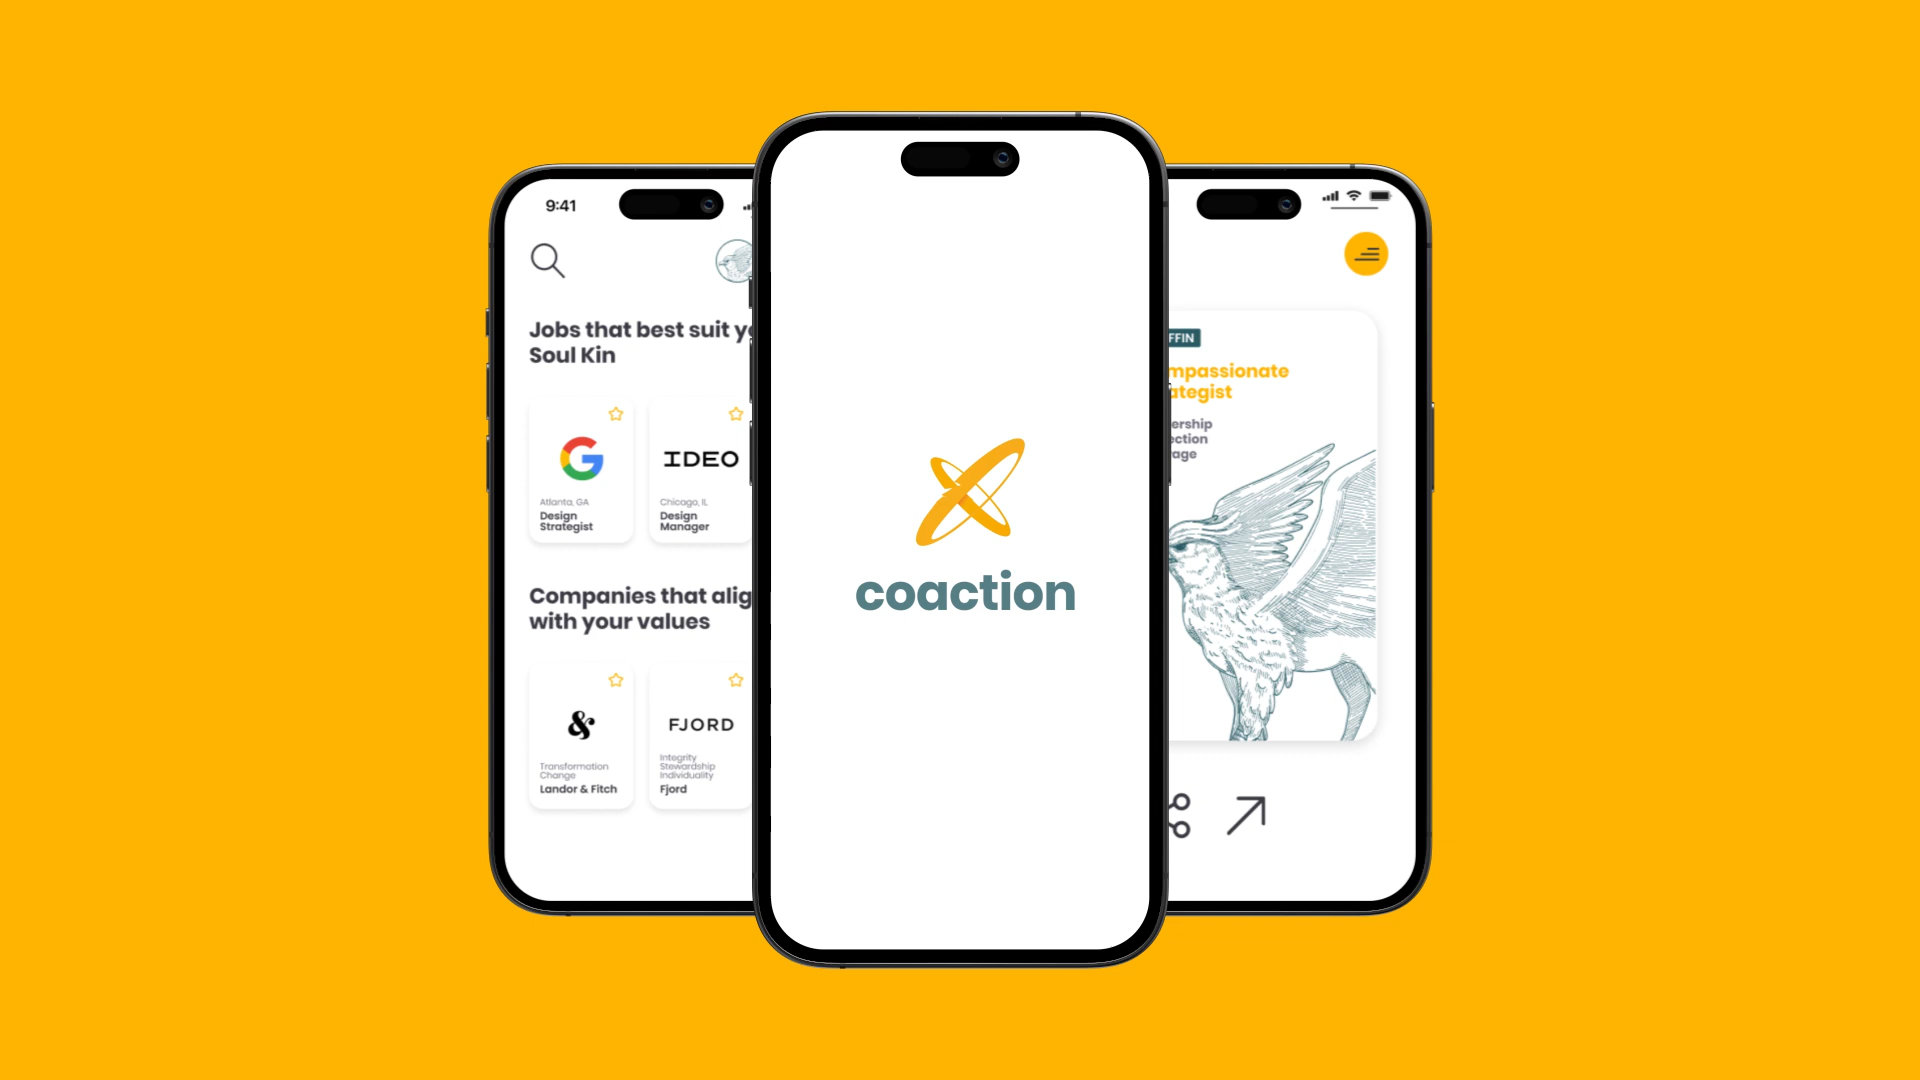 9:41
Jobs that best suit yo
Soul Kin
IDEO
Atlanta, GA
Design
Strategist
Chicago, IL
Design
Manager
Companies that alig
with your values
&
FJORD
Transformation
Change
Landor & Fitch
Integrity
Stewardship
Individuality
Fjord
coaction
FFIN
mpassionate
ategist
ership
ection
rage